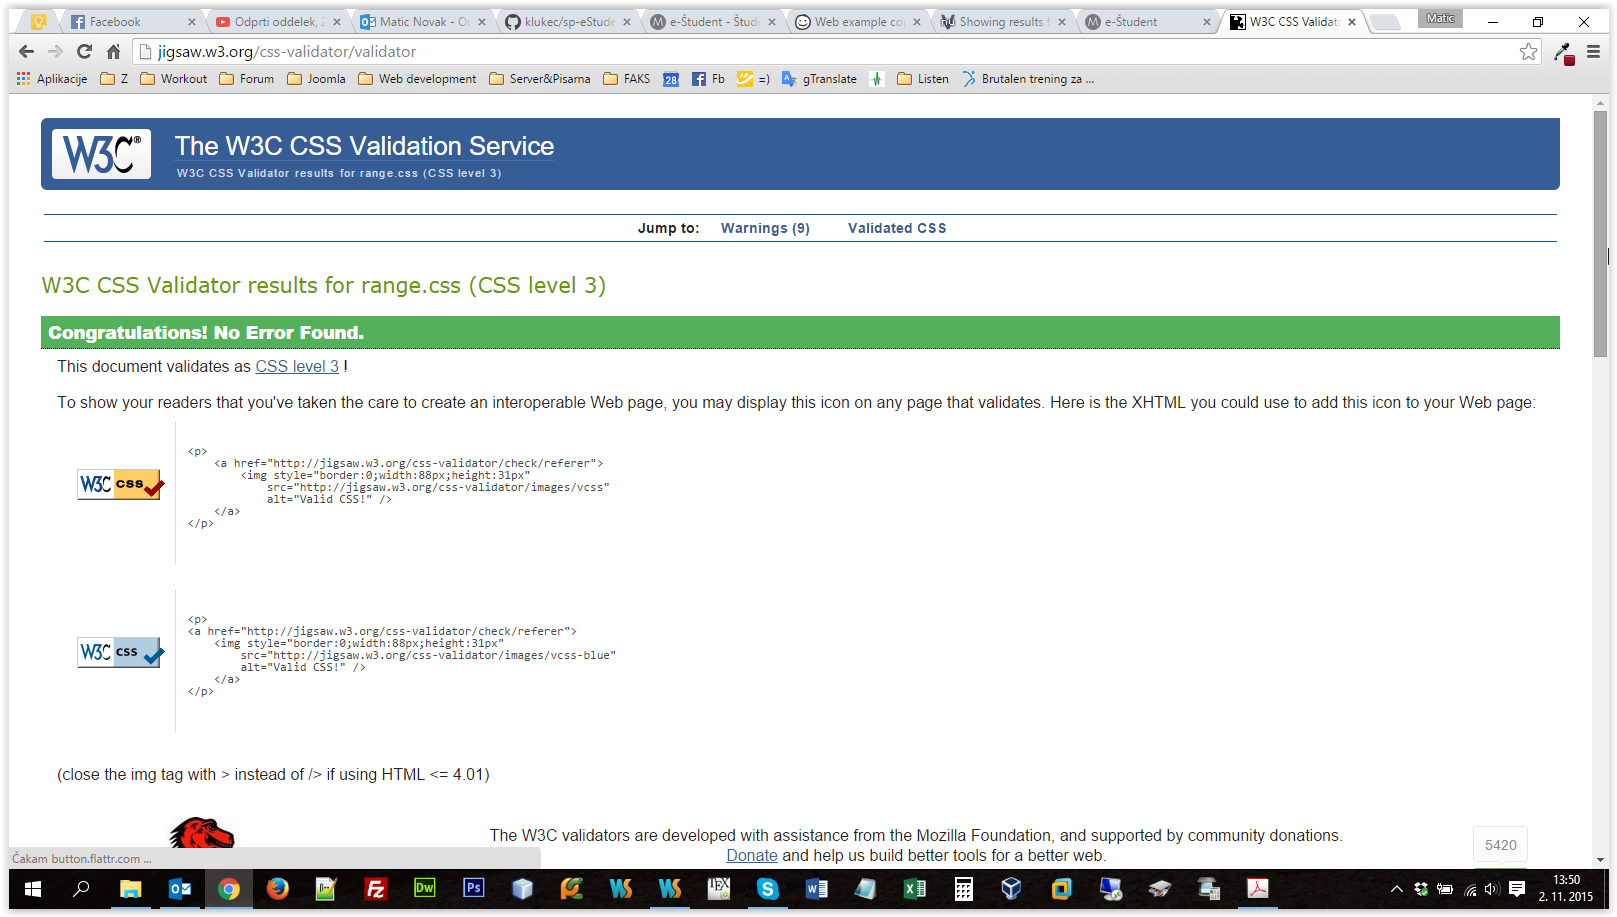 Facebook
Odprti oddelek, 2
Matic Novak - Ou
klukec/sp-eStude
e-Študent - Štud
Web example cop
Showing results f
e-Študent
W3C CSS Validato
Matic
jigsaw.w3.org/css-validator/validator
Aplikacije Z Workout Forum Joomla Web development Server&Pisarna FAKS 28 Fb =) gTranslate Listen Brutalen trening za ...
W3C®
The W3C CSS Validation Service
W3C CSS Validator results for range.css (CSS level 3)
Jump to: Warnings (9) Validated CSS
W3C CSS Validator results for range.css (CSS level 3)
Congratulations! No Error Found.
This document validates as CSS level 3 !
To show your readers that you've taken the care to create an interoperable Web page, you may display this icon on any page that validates. Here is the XHTML you could use to add this icon to your Web page:
W3C css
<p>
<a href="http://jigsaw.w3.org/css-validator/check/referer">
<img style="border:0;width:88px;height:31px"
src="http://jigsaw.w3.org/css-validator/images/vcss"
alt="Valid CSS!" />
</a>
</p>
W3C css
<p>
<a href="http://jigsaw.w3.org/css-validator/check/referer">
<img style="border:0;width:88px;height:31px"
src="http://jigsaw.w3.org/css-validator/images/vcss-blue"
alt="Valid CSS!" />
</a>
</p>
(close the img tag with > instead of /> if using HTML <= 4.01)
The W3C validators are developed with assistance from the Mozilla Foundation, and supported by community donations.
Donate and help us build better tools for a better web.
5420
Čakam button.flattr.com ...
13:50
2. 11. 2015